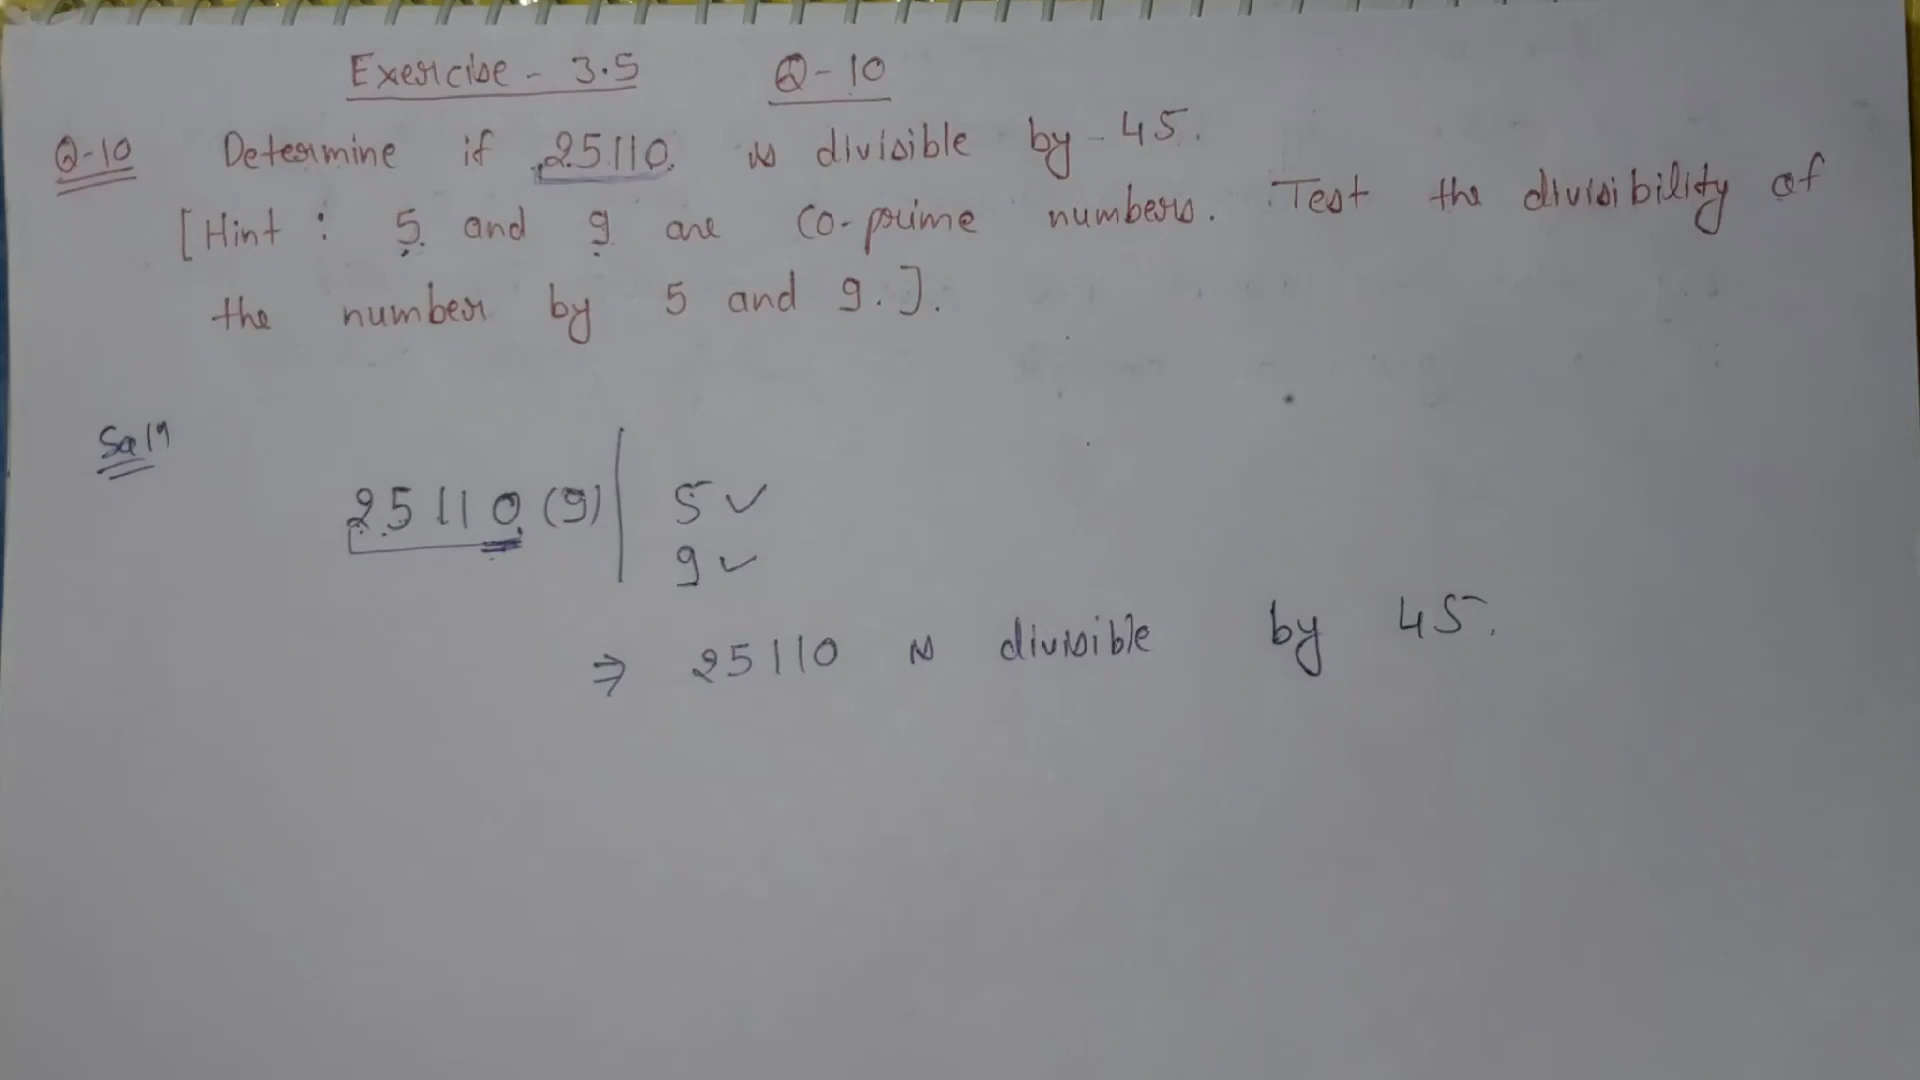 Exercise - 3.5 Q-10
Q-10 Determine if 25110 is divisible by 45.
[Hint : 5 and 9 are co-prime numbers. Test the divisibility of
the number by 5 and 9.].
Sol^n
25110 (9) | 5 ✓
9 ✓
⇒ 25110 is divisible by 45.